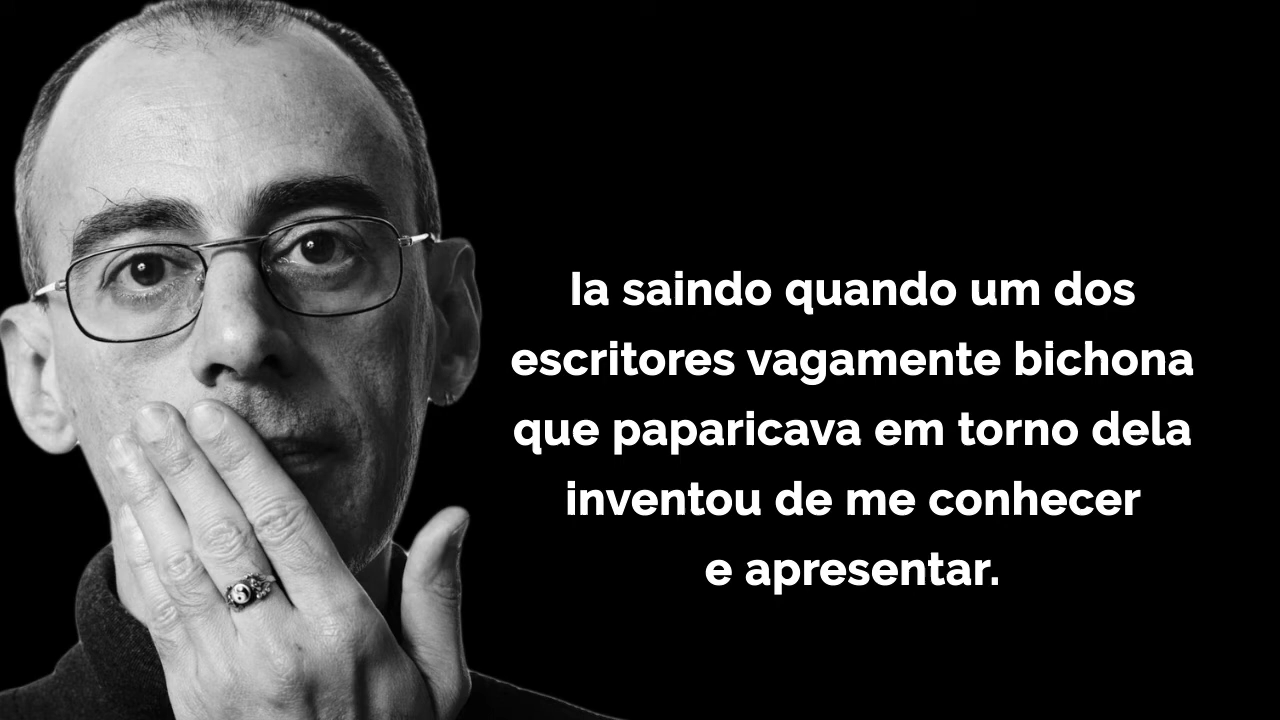 Ia saindo quando um dos
escritores vagamente bichona
que paparicava em torno dela
inventou de me conhecer
e apresentar.